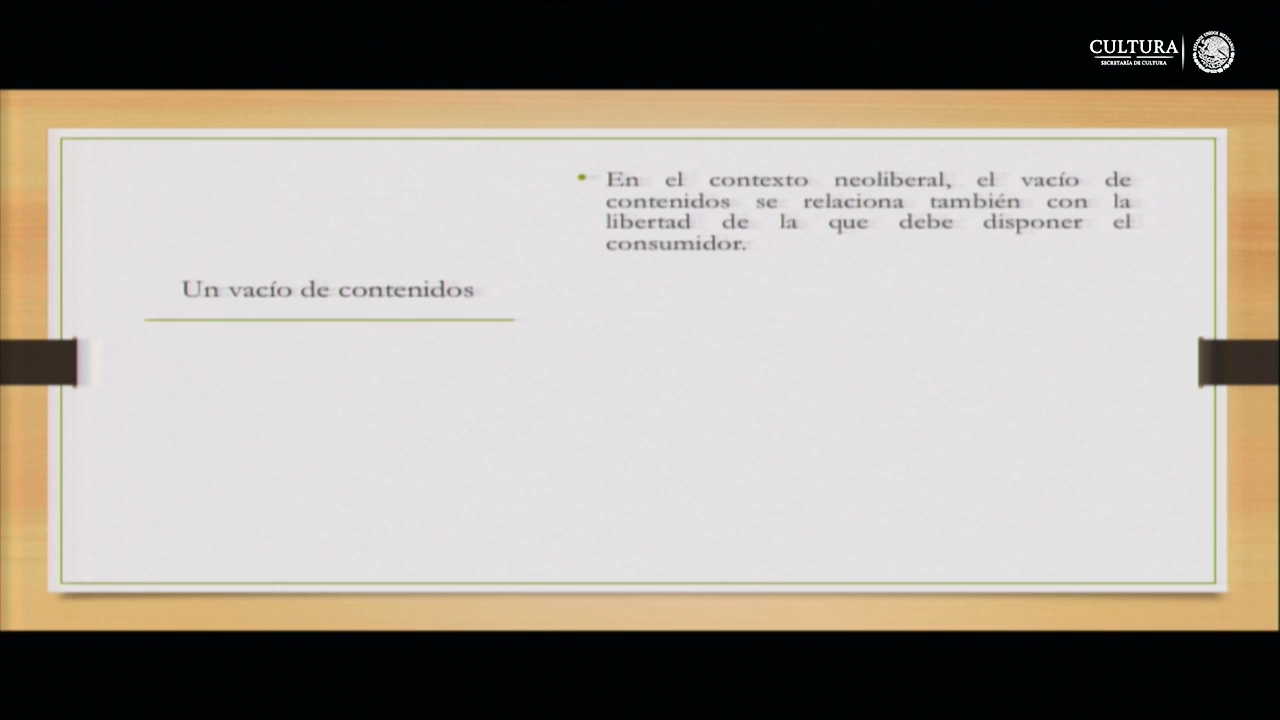 CULTURA
SECRETARÍA DE CULTURA
Un vacío de contenidos
• En el contexto neoliberal, el vacío de
contenidos se relaciona también con la
libertad de la que debe disponer el
consumidor.